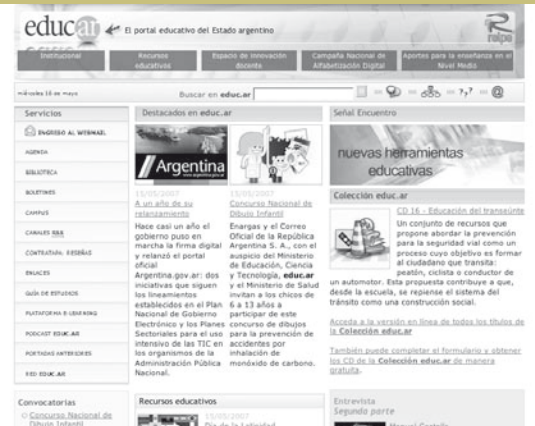 educ.ar El portal educativo del Estado argentino
relpe
Institucional
Recursos educativos
Espacio de Innovación docente
Campaña Nacional de Alfabetización Digital
Aportes para la enseñanza en el Nivel Medio
miércoles 16 de mayo
Buscar en educ.ar
Servicios
INGRESO AL WEBMAIL
AGENDA
BIBLIOTECA
BOLETINES
CAMPUS
CANALES RSS
CONTRATAPA: RESEÑAS
ENLACES
GUÍA DE ESTUDIOS
PLATAFORMA E-LEARNING
PODCAST EDUC.AR
PORTADAS ANTERIORES
RED EDUC.AR
Convocatorias
Concurso Nacional de
Dibujo Infantil
Destacados en educ.ar
Argentina
15/05/2007
A un año de su
relanzamiento
Hace casi un año el
gobierno puso en
marcha la firma digital
y relanzó el portal
oficial
Argentina.gov.ar: dos
iniciativas que siguen
los lineamientos
establecidos en el Plan
Nacional de Gobierno
Electrónico y los Planes
Sectoriales para el uso
intensivo de las TIC en
los organismos de la
Administración Pública
Nacional.
15/05/2007
Concurso Nacional de
Dibujo Infantil
Enargas y el Correo
Oficial de la República
Argentina S. A., con el
auspicio del Ministerio
de Educación, Ciencia
y Tecnología, educ.ar
y el Ministerio de Salud
invitan a los chicos de
6 a 13 años a
participar de este
concurso de dibujos
para la prevención de
accidentes por
inhalación de
monóxido de carbono.
Recursos educativos
15/05/2007
Día de la Latinidad
Señal Encuentro
nuevas herramientas
educativas
Colección educ.ar
CD 16 - Educación del transeúnte
Un conjunto de recursos que
propone abordar la prevención
para la seguridad vial como un
proceso cuyo objetivo es formar
al ciudadano que transita:
peatón, ciclista o conductor de
un automotor. Esta propuesta contribuye a que,
desde la escuela, se repiense el sistema del
tránsito como una construcción social.
Acceda a la versión en línea de todos los títulos de
la Colección educ.ar
También puede completar el formulario y obtener
los CD de la Colección educ.ar de manera
gratuita.
Entrevista
Segunda parte